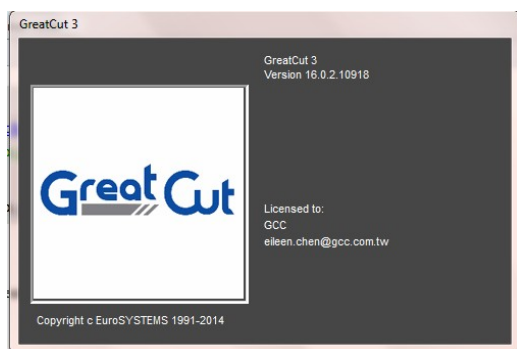 GreatCut 3
GreatCut 3
Version 16.0.2.10918
Great Cut
Licensed to:
GCC
eileen.chen@gcc.com.tw
Copyright c EuroSYSTEMS 1991-2014